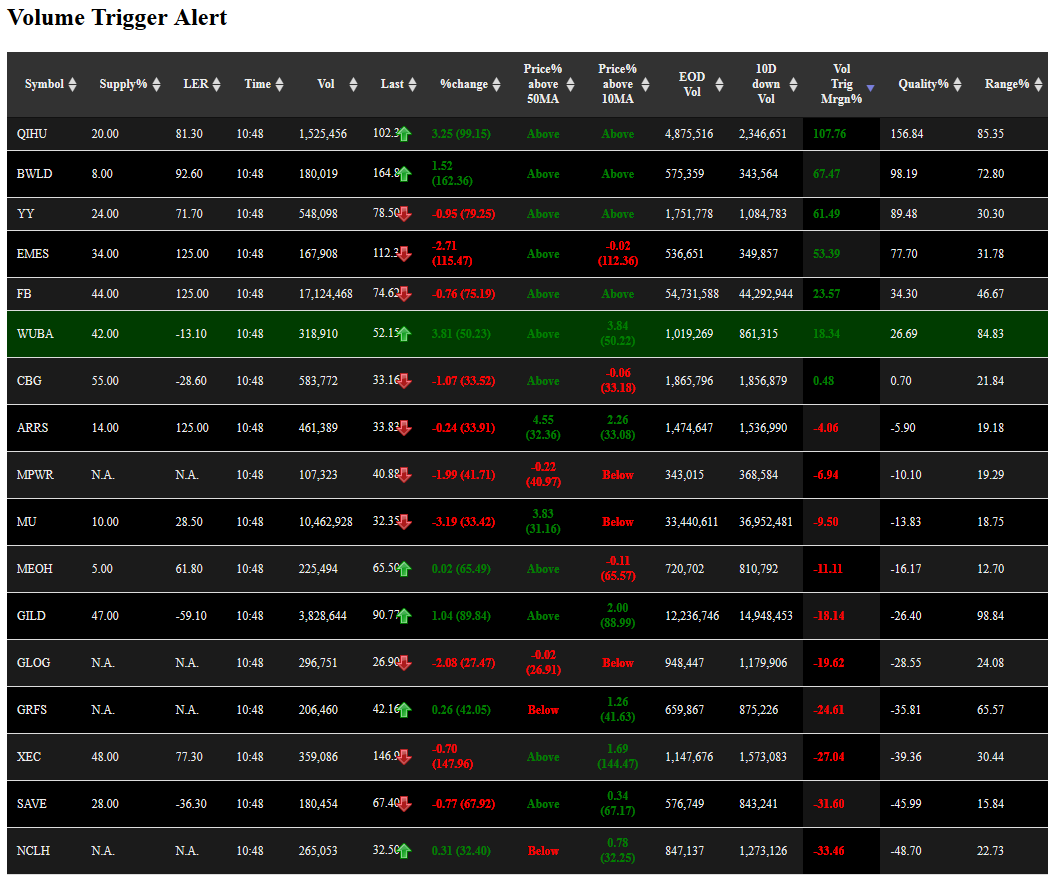 Volume Trigger Alert
Symbol Supply% LER Time Vol Last %change Price% above 50MA Price% above 10MA EOD Vol 10D down Vol Vol Trig Mrgn% Quality% Range%
QIHU 20.00 81.30 10:48 1,525,456 102.3 3.25 (99.15) Above Above 4,875,516 2,346,651 107.76 156.84 85.35
BWLD 8.00 92.60 10:48 180,019 164.8 1.52 (162.36) Above Above 575,359 343,564 67.47 98.19 72.80
YY 24.00 71.70 10:48 548,098 78.50 -0.95 (79.25) Above Above 1,751,778 1,084,783 61.49 89.48 30.30
EMES 34.00 125.00 10:48 167,908 112.3 -2.71 (115.47) Above -0.02 (112.36) 536,651 349,857 53.39 77.70 31.78
FB 44.00 125.00 10:48 17,124,468 74.62 -0.76 (75.19) Above Above 54,731,588 44,292,944 23.57 34.30 46.67
WUBA 42.00 -13.10 10:48 318,910 52.15 3.81 (50.23) Above 3.84 (50.22) 1,019,269 861,315 18.34 26.69 84.83
CBG 55.00 -28.60 10:48 583,772 33.16 -1.07 (33.52) Above -0.06 (33.18) 1,865,796 1,856,879 0.48 0.70 21.84
ARRS 14.00 125.00 10:48 461,389 33.83 -0.24 (33.91) 4.55 (32.36) 2.26 (33.08) 1,474,647 1,536,990 -4.06 -5.90 19.18
MPWR N.A. N.A. 10:48 107,323 40.88 -1.99 (41.71) -0.22 (40.97) Below 343,015 368,584 -6.94 -10.10 19.29
MU 10.00 28.50 10:48 10,462,928 32.35 -3.19 (33.42) 3.83 (31.16) Below 33,440,611 36,952,481 -9.50 -13.83 18.75
MEOH 5.00 61.80 10:48 225,494 65.50 0.02 (65.49) Above -0.11 (65.57) 720,702 810,792 -11.11 -16.17 12.70
GILD 47.00 -59.10 10:48 3,828,644 90.77 1.04 (89.84) Above 2.00 (88.99) 12,236,746 14,948,453 -18.14 -26.40 98.84
GLOG N.A. N.A. 10:48 296,751 26.90 -2.08 (27.47) -0.02 (26.91) Below 948,447 1,179,906 -19.62 -28.55 24.08
GRFS N.A. N.A. 10:48 206,460 42.16 0.26 (42.05) Below 1.26 (41.63) 659,867 875,226 -24.61 -35.81 65.57
XEC 48.00 77.30 10:48 359,086 146.9 -0.70 (147.96) Above 1.69 (144.47) 1,147,676 1,573,083 -27.04 -39.36 30.44
SAVE 28.00 -36.30 10:48 180,454 67.40 -0.77 (67.92) Above 0.34 (67.17) 576,749 843,241 -31.60 -45.99 15.84
NCLH N.A. N.A. 10:48 265,053 32.50 0.31 (32.40) Below 0.78 (32.25) 847,137 1,273,126 -33.46 -48.70 22.73